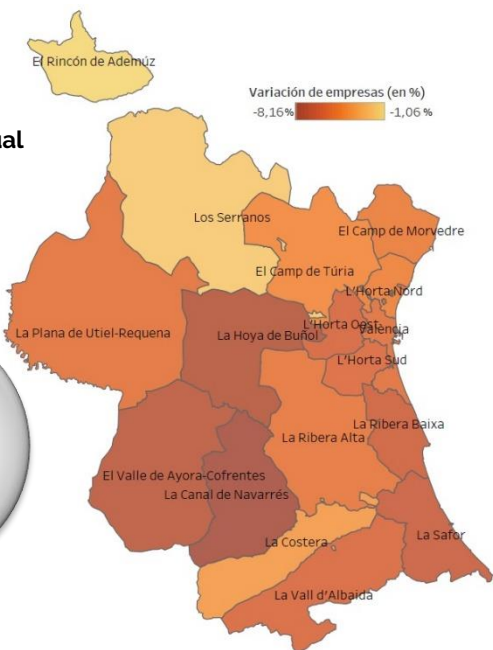 El Rincón de Ademúz
Variación de empresas (en %)
-8,16% -1,06 %
ual
Los Serranos
El Camp de Morvedre
El Camp de Túria
L'Horta Nord
La Plana de Utiel-Requena
La Hoya de Buñol
L'Horta Oest
València
L'Horta Sud
La Ribera Baixa
La Ribera Alta
El Valle de Ayora-Cofrentes
La Canal de Navarrés
La Costera
La Safor
La Vall d'Albaida